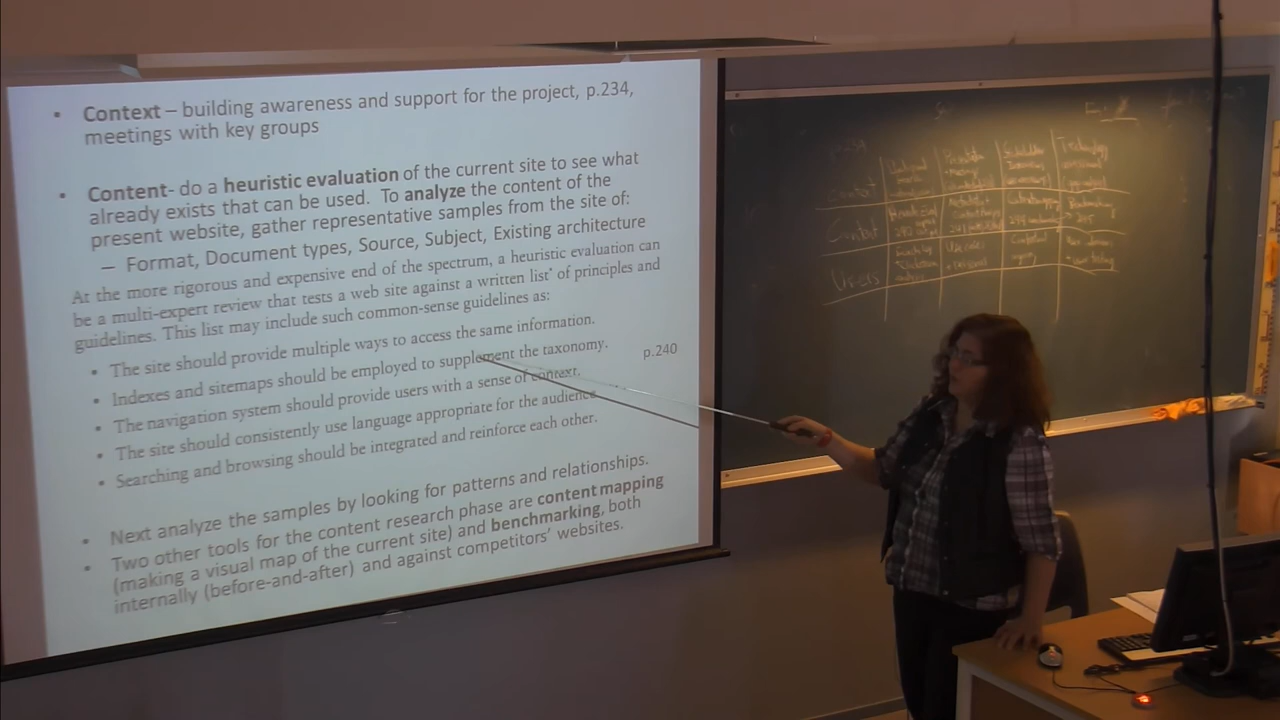 • Context – building awareness and support for the project, p.234,
meetings with key groups
• Content- do a heuristic evaluation of the current site to see what
already exists that can be used. To analyze the content of the
present website, gather representative samples from the site of:
– Format, Document types, Source, Subject, Existing architecture
At the more rigorous and expensive end of the spectrum, a heuristic evaluation can
be a multi-expert review that tests a web site against a written list* of principles and
guidelines. This list may include such common-sense guidelines as:
• The site should provide multiple ways to access the same information.
• Indexes and sitemaps should be employed to supplement the taxonomy.
• The navigation system should provide users with a sense of context.
• The site should consistently use language appropriate for the audience
• Searching and browsing should be integrated and reinforce each other.
p.240
• Next analyze the samples by looking for patterns and relationships.
• Two other tools for the content research phase are content mapping
(making a visual map of the current site) and benchmarking, both
internally (before-and-after) and against competitors' websites.
Context
Content
Users